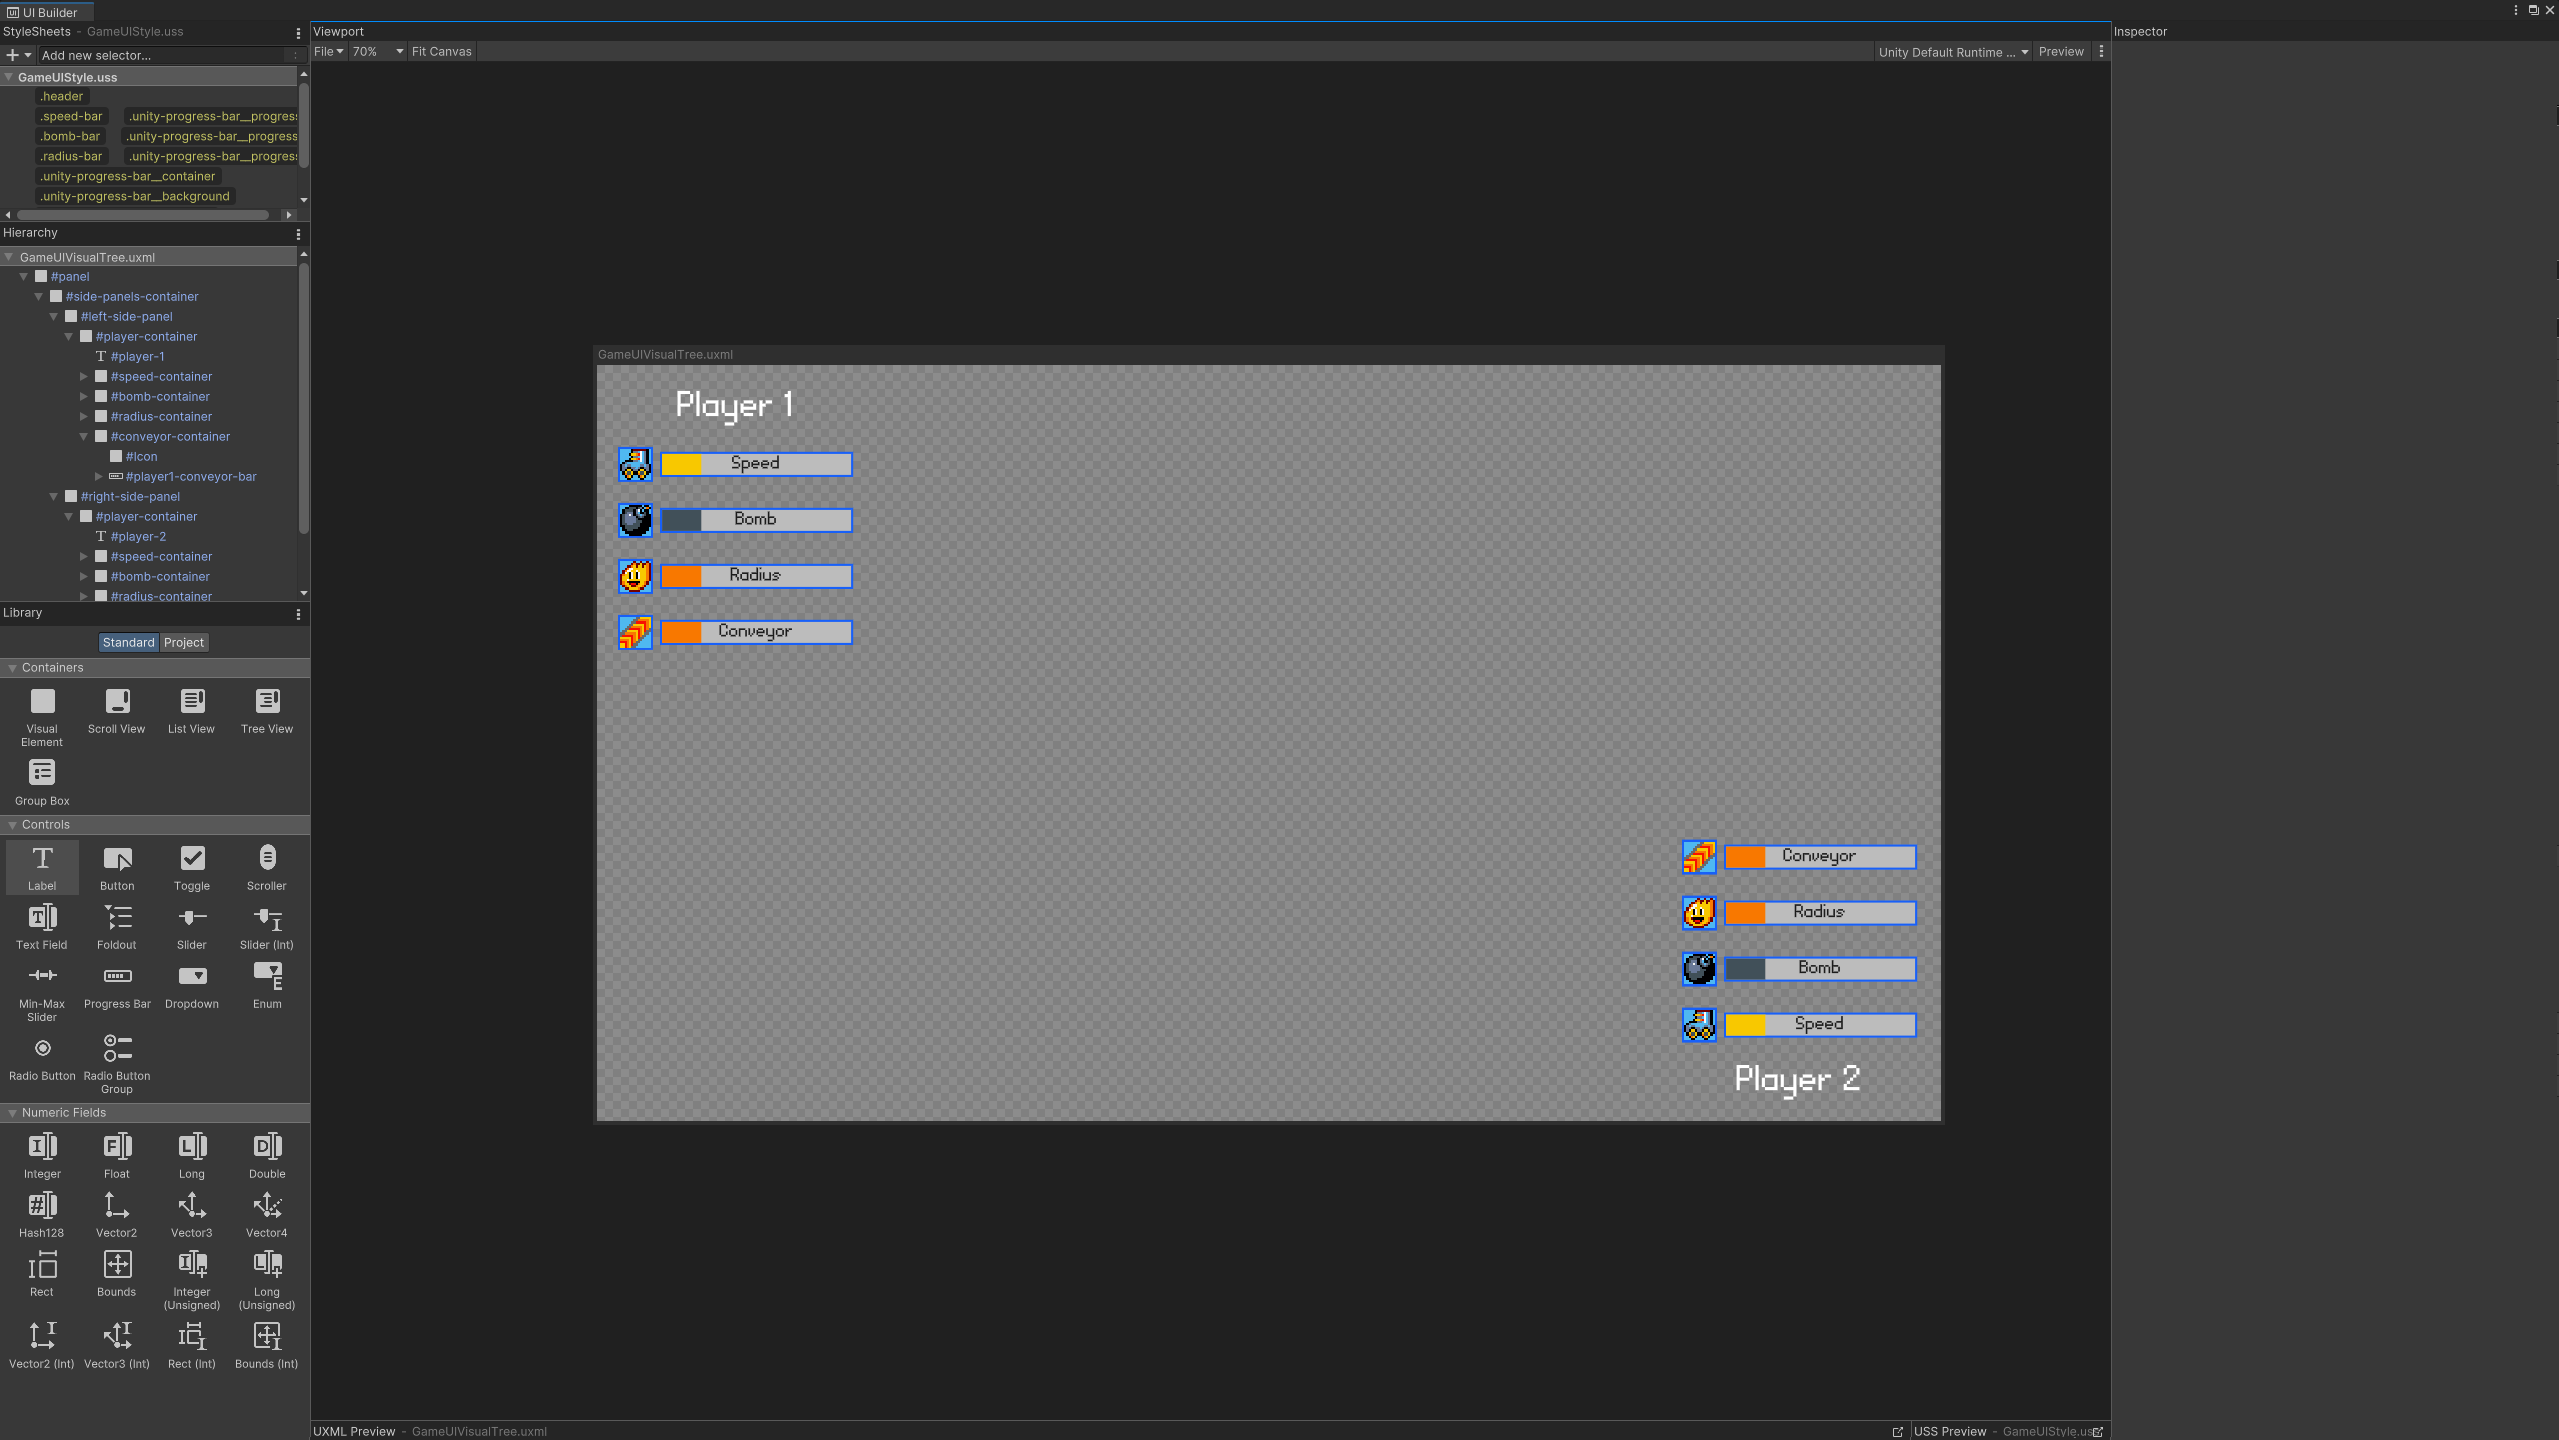 UI Builder
StyleSheets - GameUIStyle.uss
Add new selector...
GameUIStyle.uss
.header
.speed-bar .unity-progress-bar__progress
.bomb-bar .unity-progress-bar__progress
.radius-bar .unity-progress-bar__progress
.unity-progress-bar__container
.unity-progress-bar__background
Hierarchy
GameUIVisualTree.uxml
#panel
#side-panels-container
#left-side-panel
#player-container
#player-1
#speed-container
#bomb-container
#radius-container
#conveyor-container
#Icon
#player1-conveyor-bar
#right-side-panel
#player-container
#player-2
#speed-container
#bomb-container
#radius-container
Library
Standard Project
Containers
Visual Element
Scroll View
List View
Tree View
Group Box
Controls
Label
Button
Toggle
Scroller
Text Field
Foldout
Slider
Slider (Int)
Min-Max Slider
Progress Bar
Dropdown
Enum
Radio Button
Radio Button Group
Numeric Fields
Integer
Float
Long
Double
Hash128
Vector2
Vector3
Vector4
Rect
Bounds
Integer (Unsigned)
Long (Unsigned)
Vector2 (Int)
Vector3 (Int)
Rect (Int)
Bounds (Int)
Viewport
File 70% Fit Canvas
Unity Default Runtime ... Preview
GameUIVisualTree.uxml
Player 1
Speed
Bomb
Radius
Conveyor
Conveyor
Radius
Bomb
Speed
Player 2
UXML Preview - GameUIVisualTree.uxml
USS Preview - GameUIStyle.uss
Inspector